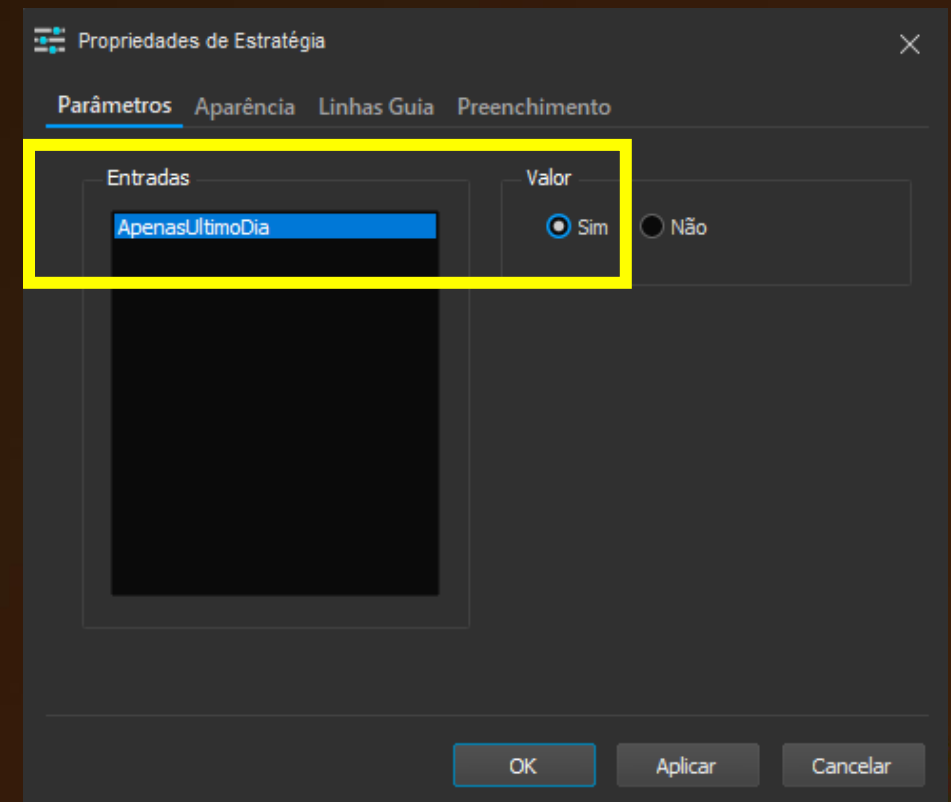 Propriedades de Estratégia
Parâmetros Aparência Linhas Guia Preenchimento
Entradas
Valor
ApenasUltimoDia
Sim
Não
OK
Aplicar
Cancelar